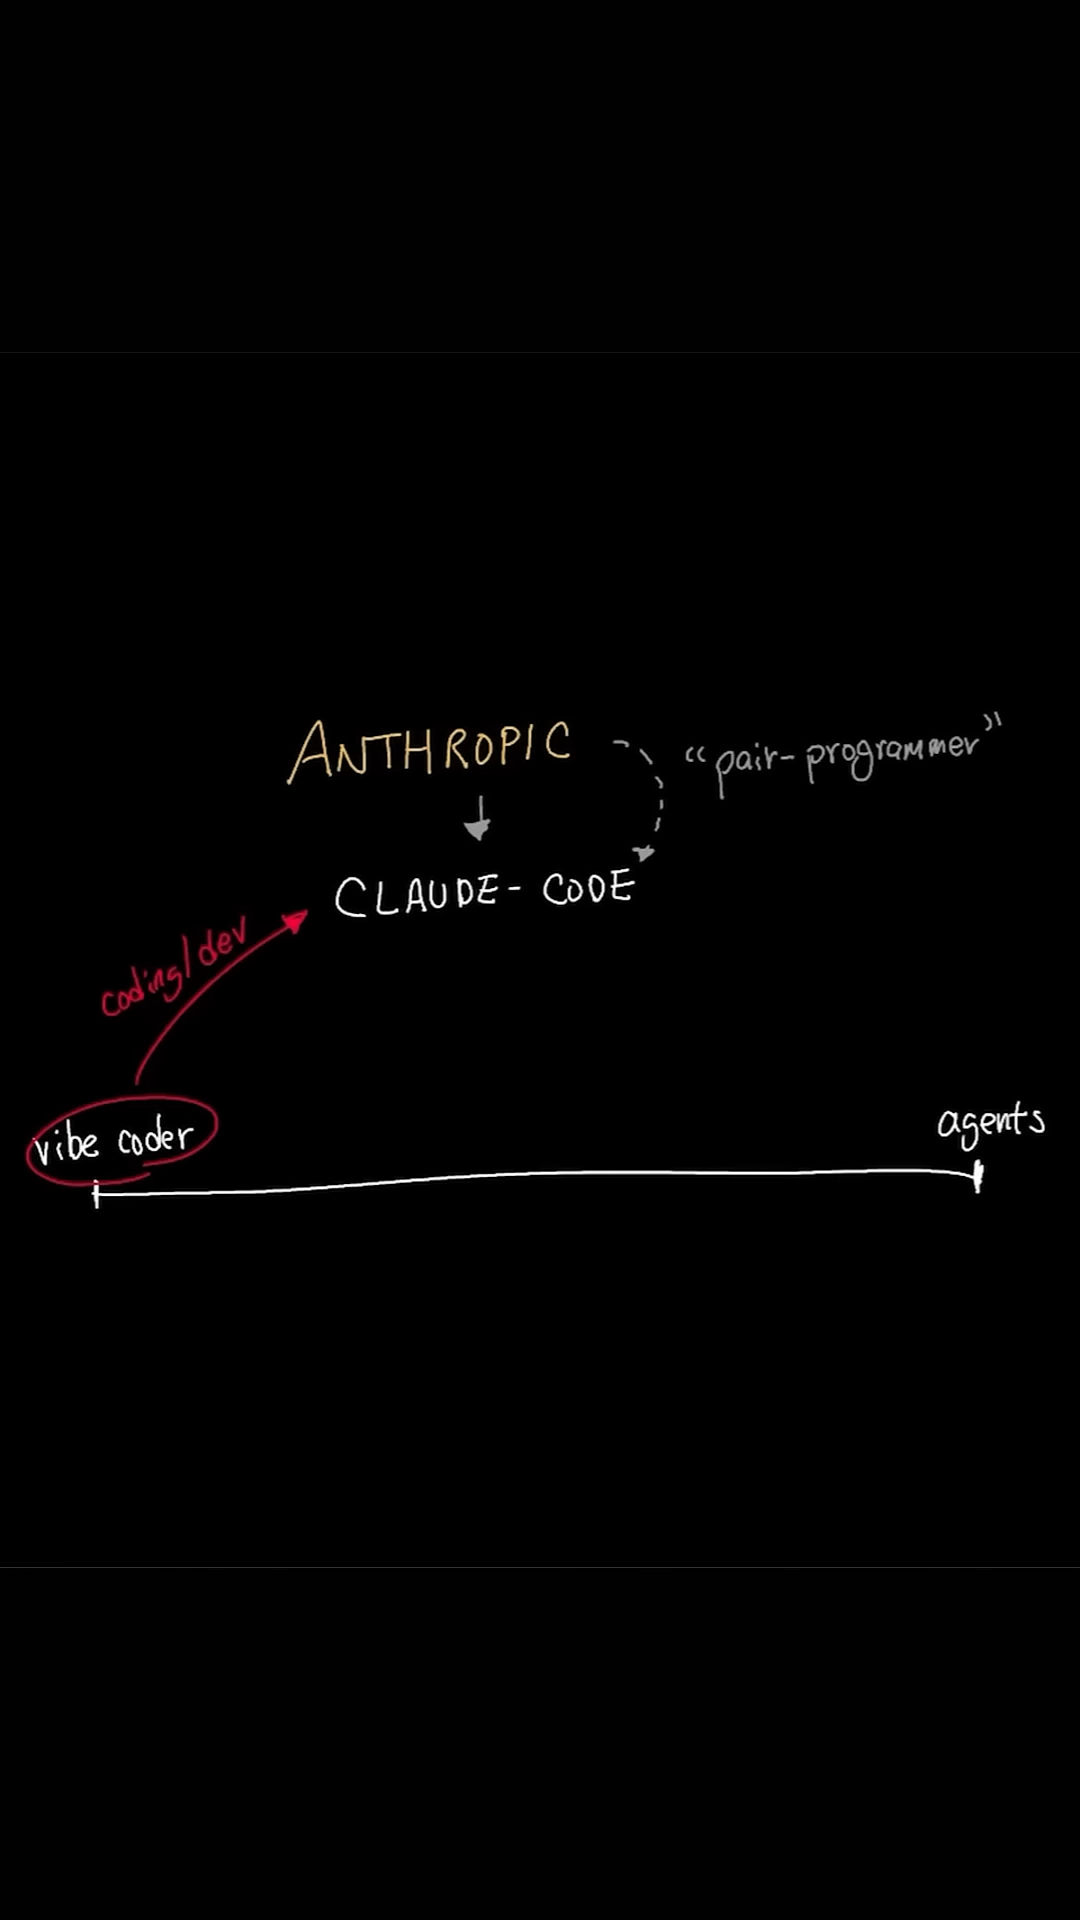 ANTHROPIC
“pair-programmer”
CLAUDE-CODE
coding/dev
vibe coder
agents